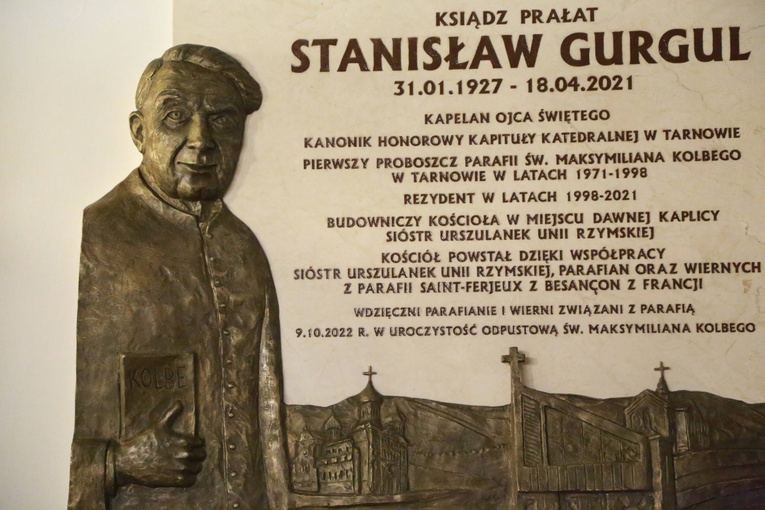 KSIĄDZ PRAŁAT
STANISŁAW GURGUL
31.01.1927 - 18.04.2021
KAPELAN OJCA ŚWIĘTEGO
KANONIK HONOROWY KAPITUŁY KATEDRALNEJ W TARNOWIE
PIERWSZY PROBOSZCZ PARAFII ŚW. MAKSYMILIANA KOLBEGO
W TARNOWIE W LATACH 1971-1998
REZYDENT W LATACH 1998-2021
BUDOWNICZY KOŚCIOŁA W MIEJSCU DAWNEJ KAPLICY
SIÓSTR URSZULANEK UNII RZYMSKIEJ
KOŚCIÓŁ POWSTAŁ DZIĘKI WSPÓŁPRACY
SIÓSTR URSZULANEK UNII RZYMSKIEJ, PARAFIAN ORAZ WIERNYCH
Z PARAFII SAINT-FERJEUX Z BESANÇON Z FRANCJI
WDZIĘCZNI PARAFIANIE I WIERNI ZWIĄZANI Z PARAFIĄ
9.10.2022 R. W UROCZYSTOŚĆ ODPUSTOWĄ ŚW. MAKSYMILIANA KOLBEGO
KOLBE